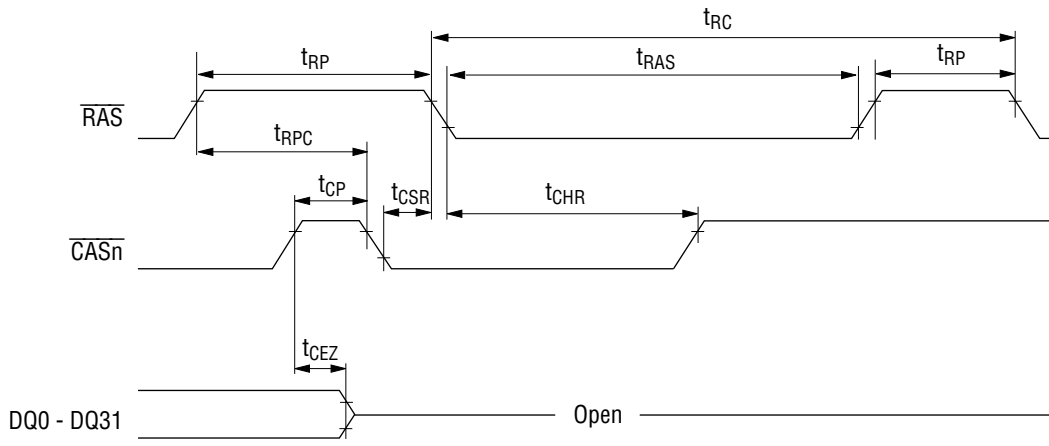 tRC
tRP
tRAS
tRP
RAS
tRPC
tCP
tCSR
tCHR
CASn
tCEZ
DQ0 - DQ31
Open